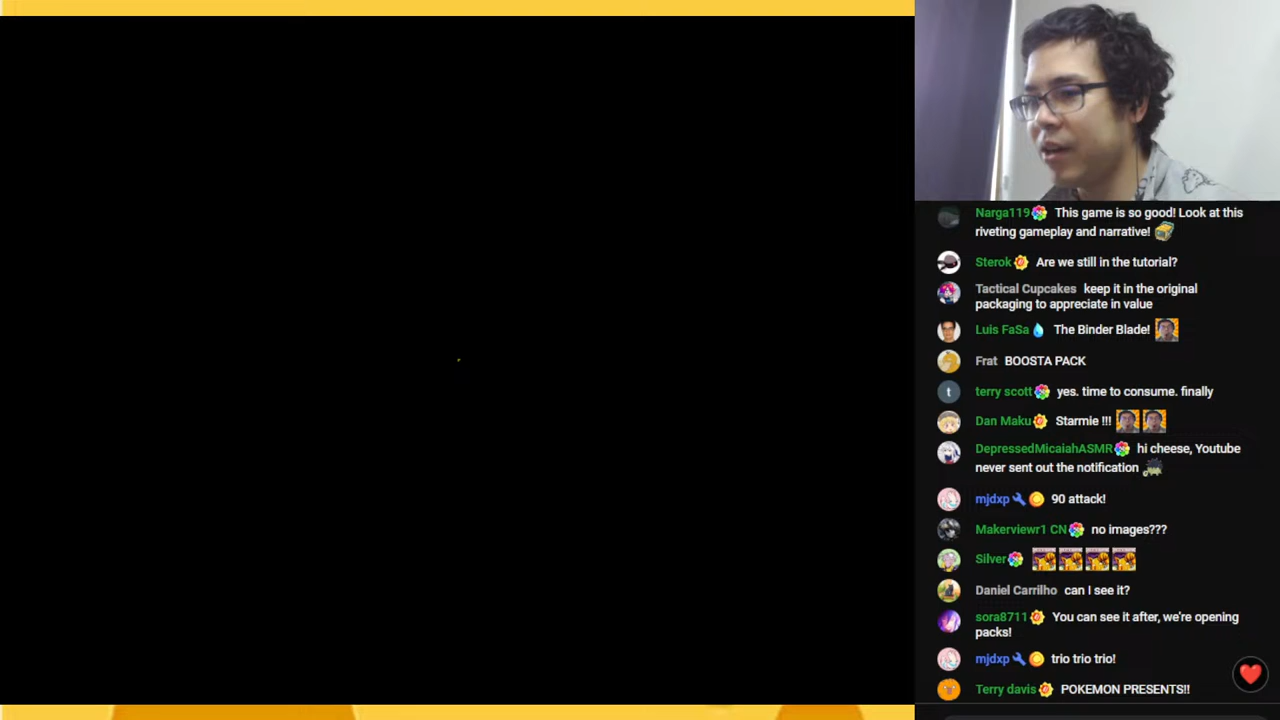 Narga119 This game is so good! Look at this
riveting gameplay and narrative!
Sterok Are we still in the tutorial?
Tactical Cupcakes keep it in the original
packaging to appreciate in value
Luis FaSa The Binder Blade!
Frat BOOSTA PACK
t terry scott yes. time to consume. finally
Dan Maku Starmie !!!
DepressedMicaiahASMR hi cheese, Youtube
never sent out the notification
mjdxp 90 attack!
Makerviewr1 CN no images???
Silver
Daniel Carrilho can I see it?
sora8711 You can see it after, we're opening
packs!
mjdxp trio trio trio!
Terry davis POKEMON PRESENTS!!